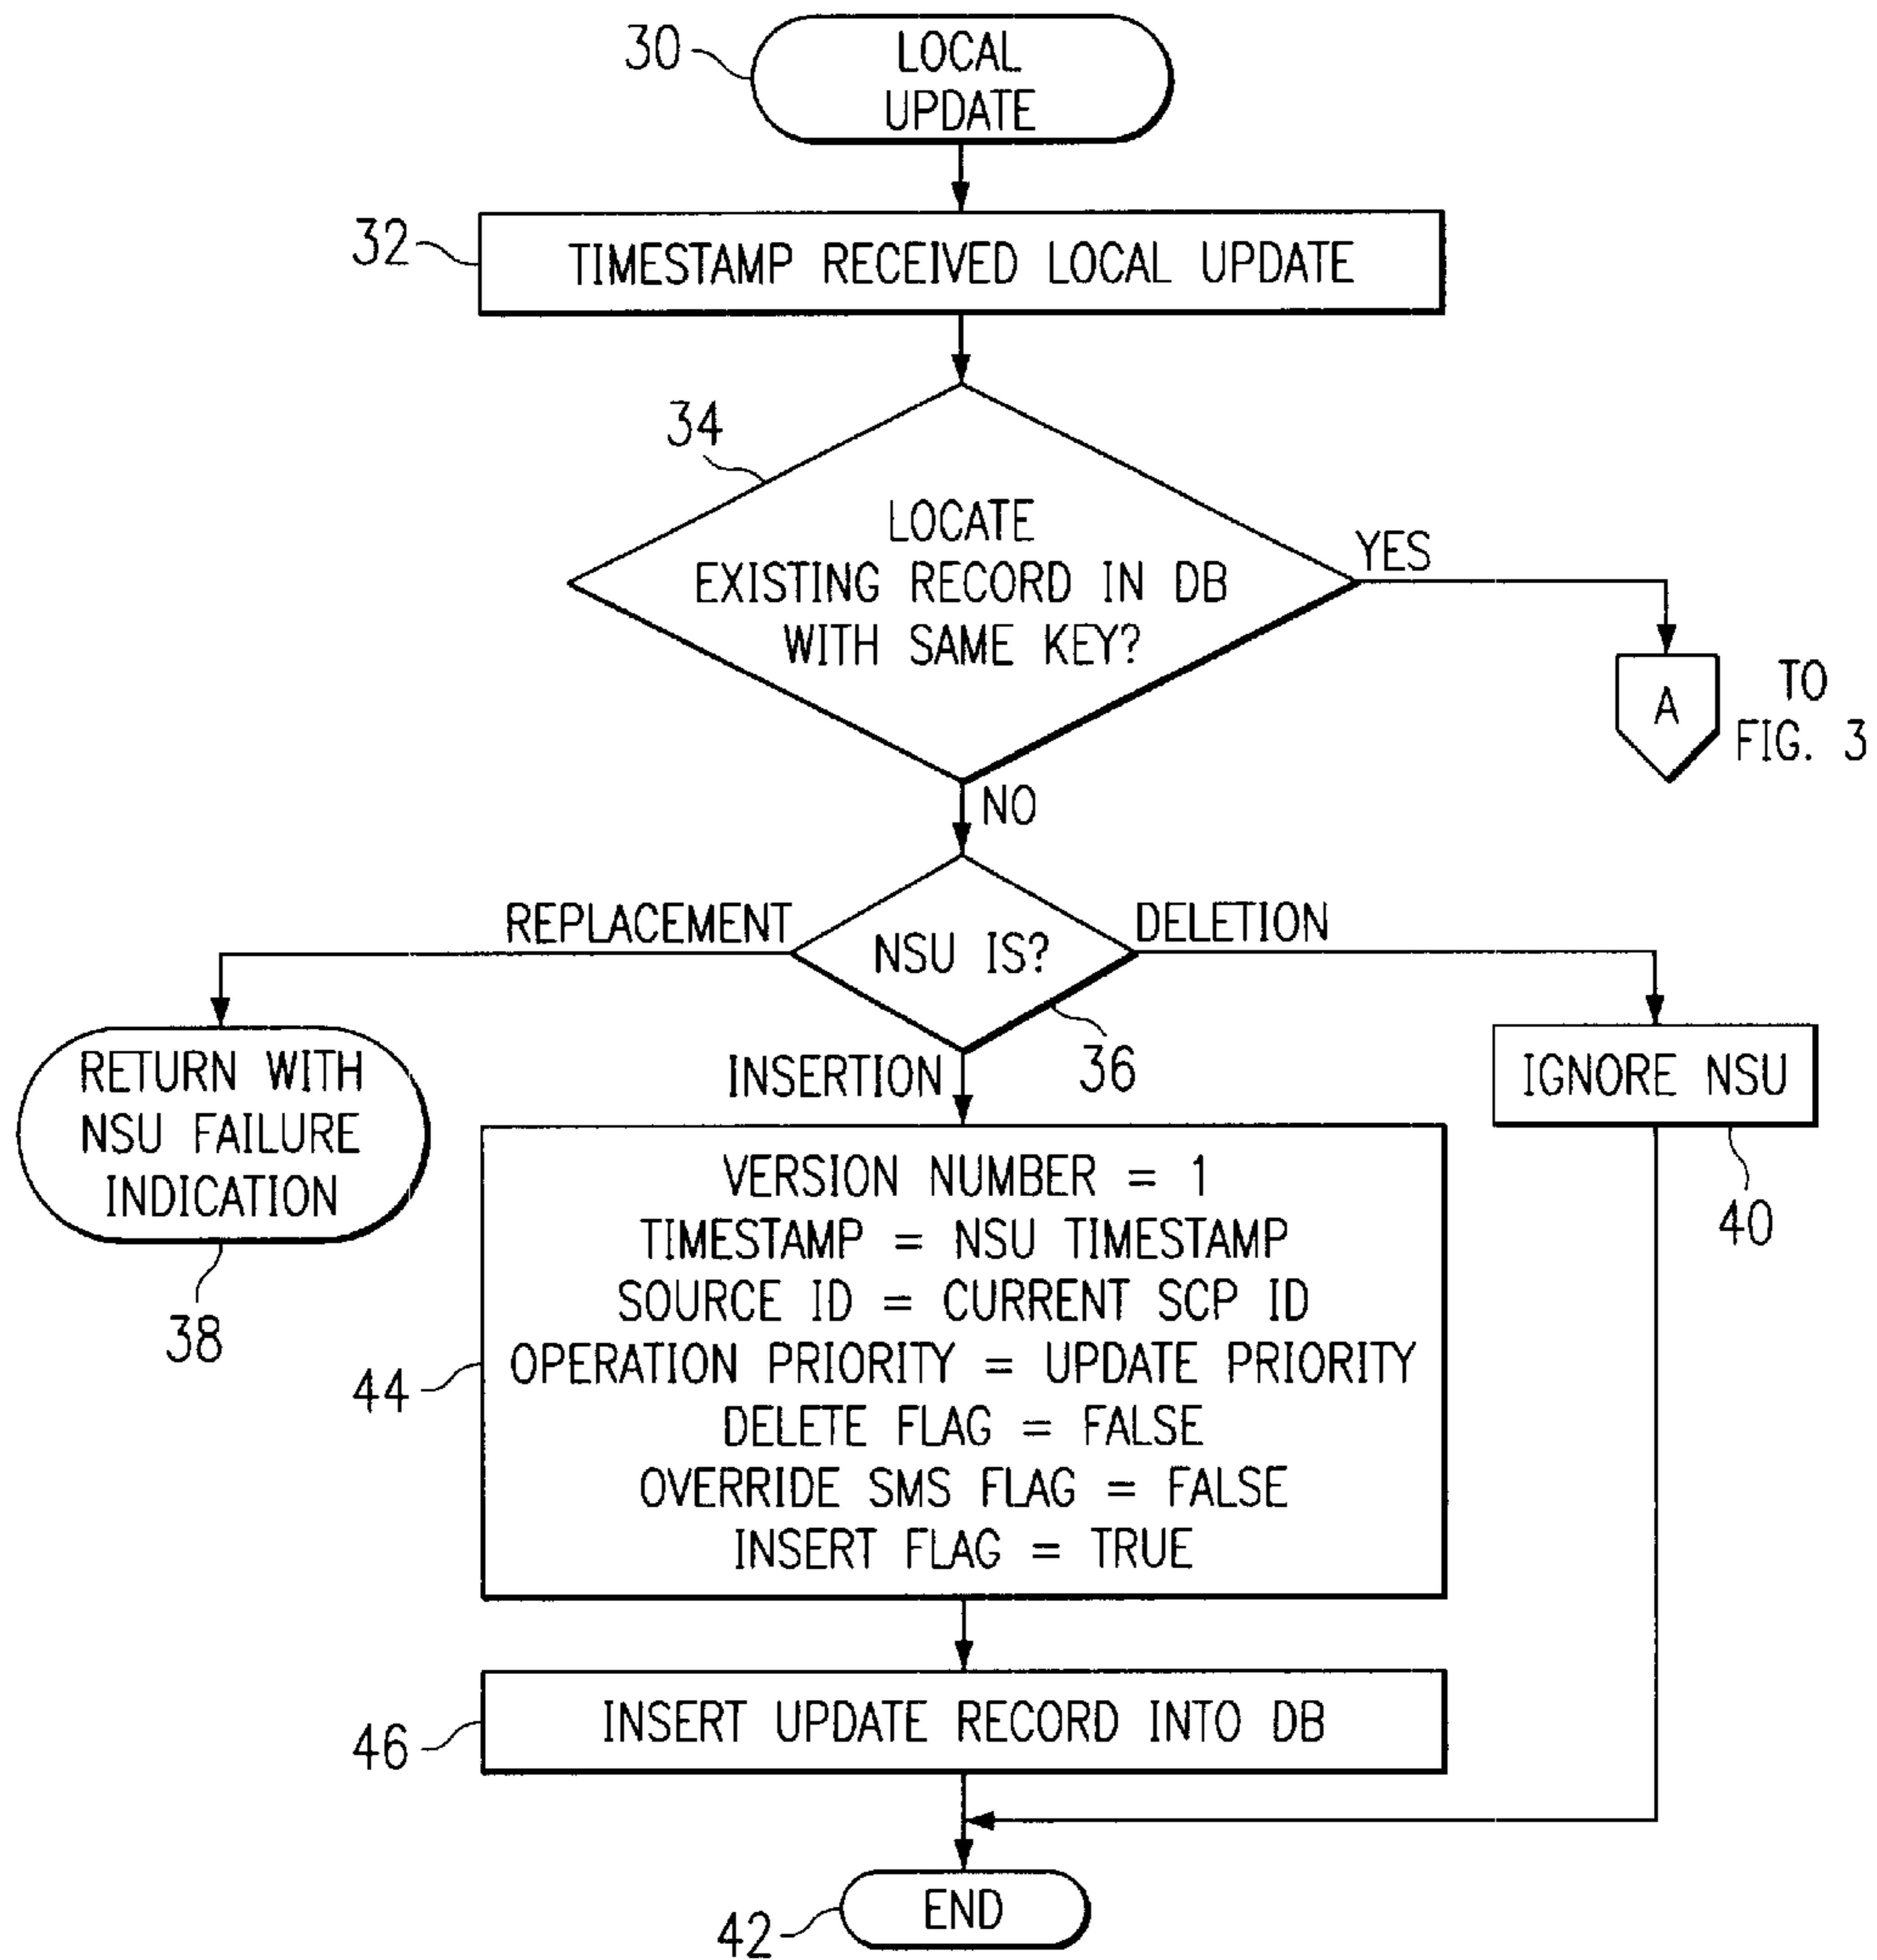 30
LOCAL
UPDATE
32
TIMESTAMP RECEIVED LOCAL UPDATE
34
LOCATE
EXISTING RECORD IN DB
WITH SAME KEY?
YES
A
TO
FIG. 3
NO
REPLACEMENT
NSU IS?
DELETION
36
INSERTION
RETURN WITH
NSU FAILURE
INDICATION
38
IGNORE NSU
40
44
VERSION NUMBER = 1
TIMESTAMP = NSU TIMESTAMP
SOURCE ID = CURRENT SCP ID
OPERATION PRIORITY = UPDATE PRIORITY
DELETE FLAG = FALSE
OVERRIDE SMS FLAG = FALSE
INSERT FLAG = TRUE
46
INSERT UPDATE RECORD INTO DB
42
END